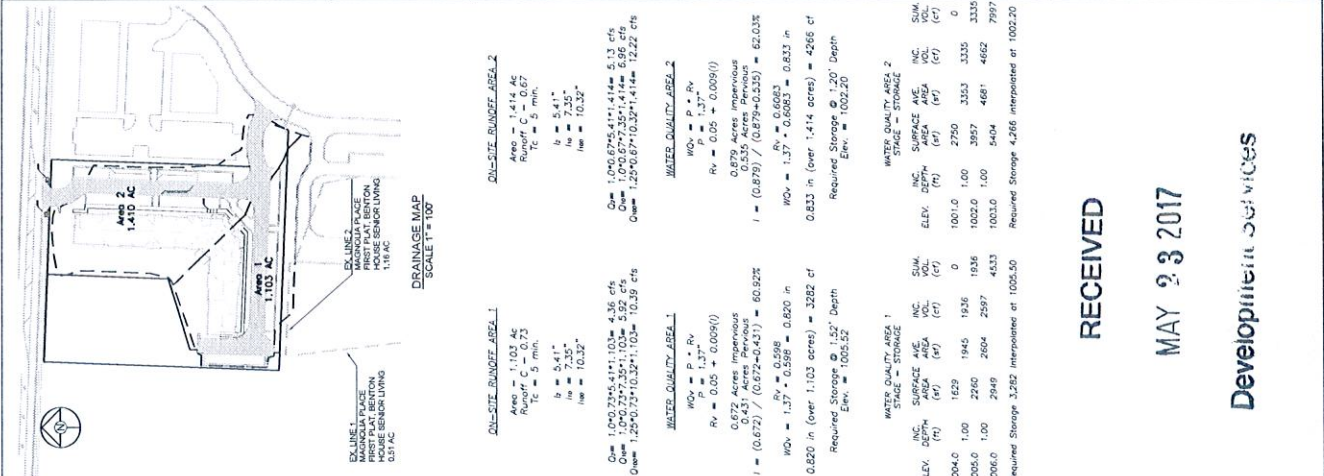 EX LINE 1
MAGNOLIA PLACE
FIRST PLAT, BENTON
HOUSE SENIOR LIVING
0.51 AC
Area 1
1.103 AC
Area 2
1.410 AC
EX LINE 2
MAGNOLIA PLACE
FIRST PLAT, BENTON
HOUSE SENIOR LIVING
1.16 AC
N
DRAINAGE MAP
SCALE 1" = 100'
ON-SITE RUNOFF AREA 1
Area - 1.103 Ac
Runoff C - 0.73
Tc = 5 min.
I2 = 5.41"
I10 = 7.35"
I100 = 10.32"
Q2= 1.0*0.73*5.41*1.103= 4.36 cfs
Q10= 1.0*0.73*7.35*1.103= 5.92 cfs
Q100= 1.25*0.73*10.32*1.103= 10.39 cfs
WATER QUALITY AREA 1
WQv = P * Rv
P = 1.37"
Rv = 0.05 + 0.009(I)
0.672 Acres Impervious
0.431 Acres Pervious
I = (0.672) / (0.672+0.431) = 60.92%
Rv = 0.598
WQv = 1.37 * 0.598 = 0.820 in
0.820 in (over 1.103 acres) = 3282 cf
Required Storage @ 1.52' Depth
Elev. = 1005.52
WATER QUALITY AREA 1
STAGE - STORAGE
INC. SURFACE AVE. INC. SUM.
ELEV. DEPTH AREA AREA VOL. VOL.
(ft) (sf) (sf) (cf) (cf)
1004.0 1629 0
1005.0 1.00 2260 1945 1936 1936
1006.0 1.00 2949 2604 2597 4533
Required Storage 3,282 interpolated at 1005.50
ON-SITE RUNOFF AREA 2
Area - 1.414 Ac
Runoff C - 0.67
Tc = 5 min.
I2 = 5.41"
I10 = 7.35"
I100 = 10.32"
Q2= 1.0*0.67*5.41*1.414= 5.13 cfs
Q10= 1.0*0.67*7.35*1.414= 6.96 cfs
Q100= 1.25*0.67*10.32*1.414= 12.22 cfs
WATER QUALITY AREA 2
WQv = P * Rv
P = 1.37"
Rv = 0.05 + 0.009(I)
0.879 Acres Impervious
0.535 Acres Pervious
I = (0.879) / (0.879+0.535) = 62.03%
Rv = 0.6083
WQv = 1.37 * 0.6083 = 0.833 in
0.833 in (over 1.414 acres) = 4266 cf
Required Storage @ 1.20' Depth
Elev. = 1002.20
WATER QUALITY AREA 2
STAGE - STORAGE
INC. SURFACE AVE. INC. SUM.
ELEV. DEPTH AREA AREA VOL. VOL.
(ft) (sf) (sf) (cf) (cf)
1001.0 2750 0
1002.0 1.00 3957 3353 3335 3335
1003.0 1.00 5404 4681 4662 7997
Required Storage 4,266 interpolated at 1002.20
RECEIVED
MAY 23 2017
Development Services